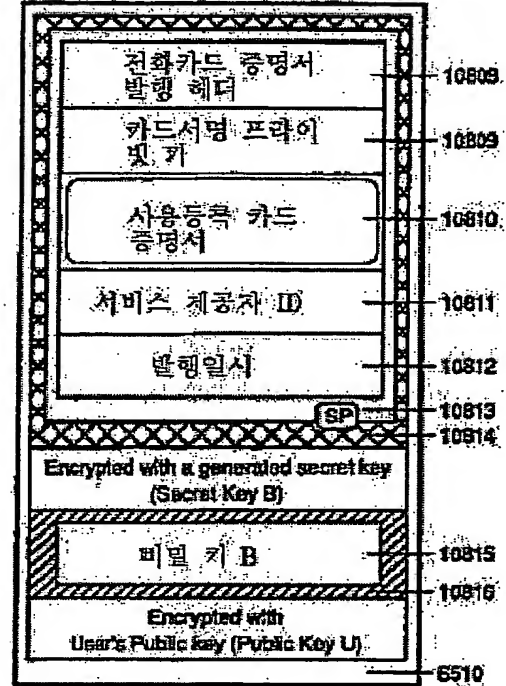 전화카드 증명서
발행 헤더
10809
카드서명 프라이
빗 키
10809
사용등록 카드
증명서
10810
서비스 제공자 ID
10811
발행일시
10812
SP
10813
10814
Encrypted with a generated secret key
(Secret Key B)
비밀 키 B
10815
10816
Encrypted with
User's Public key (Public Key U)
6510